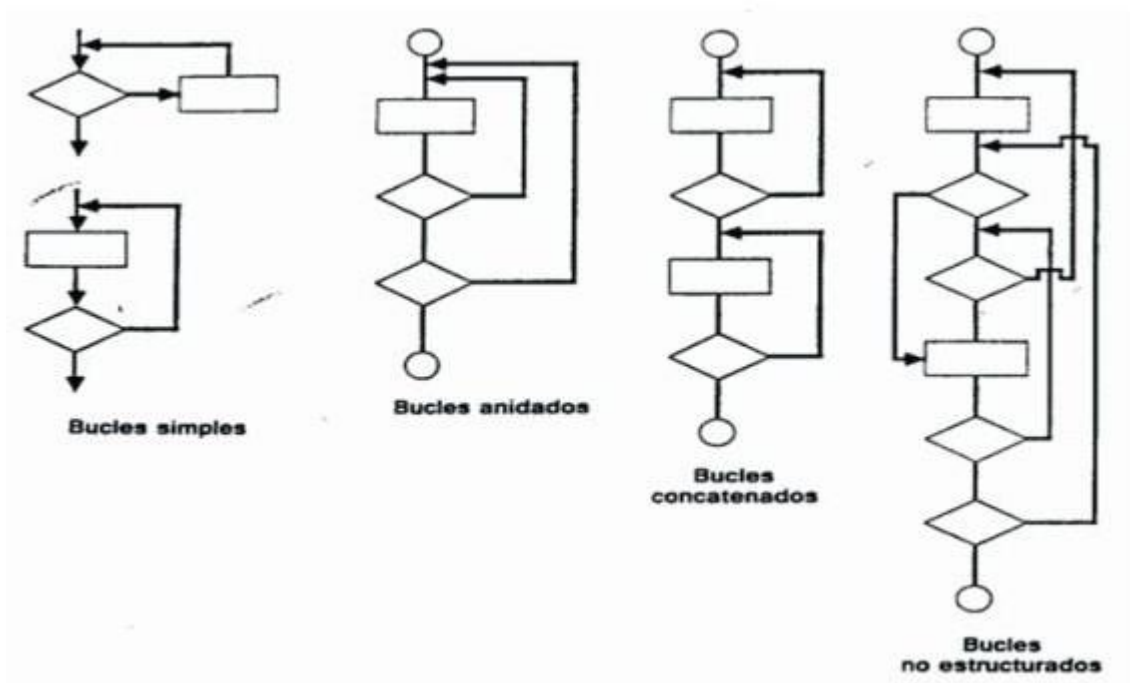 Bucles simples
Bucles anidados
Bucles
concatenados
Bucles
no estructurados